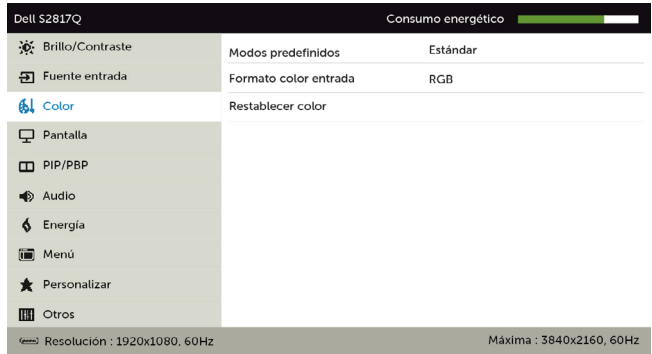 Dell S2817Q Consumo energético
Brillo/Contraste
Fuente entrada
Color
Pantalla
PIP/PBP
Audio
Energía
Menú
Personalizar
Otros
Modos predefinidos Estándar
Formato color entrada RGB
Restablecer color
Resolución : 1920x1080, 60Hz Máxima : 3840x2160, 60Hz